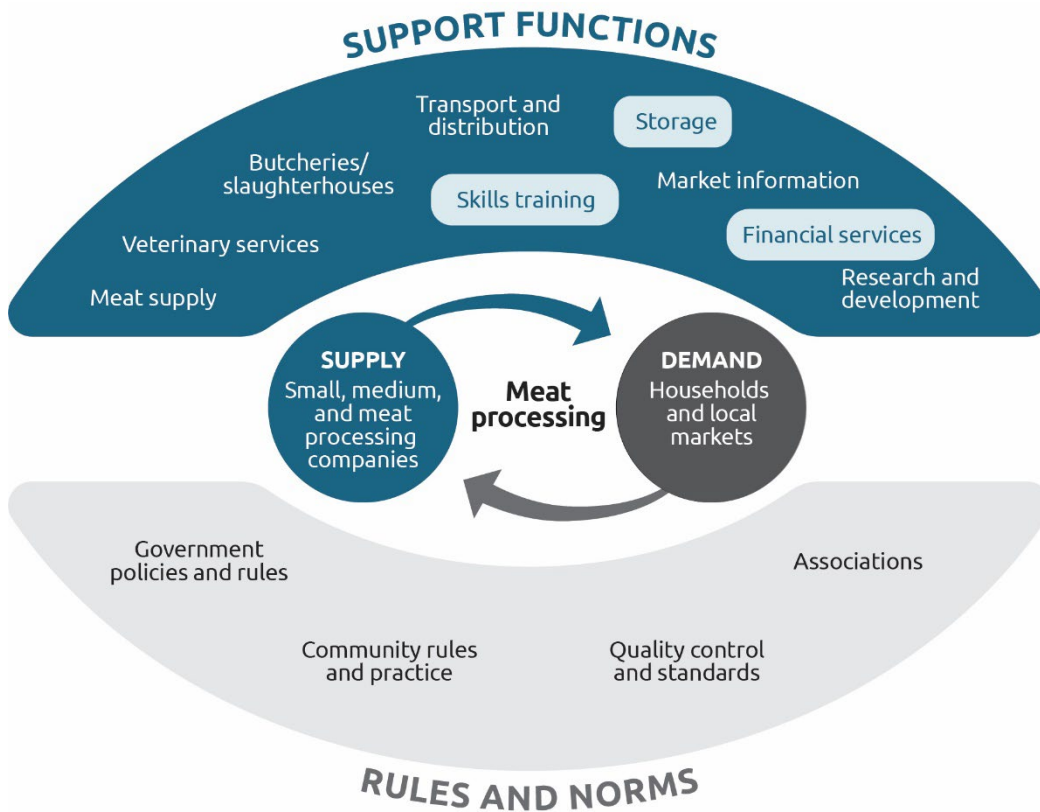 SUPPORT FUNCTIONS
Transport and
distribution
Storage
Butcheries/
slaughterhouses
Skills training
Market information
Veterinary services
Financial services
Meat supply
Research and
development
SUPPLY
Small, medium,
and meat
processing
companies
Meat
processing
DEMAND
Households
and local
markets
Government
policies and rules
Associations
Community rules
and practice
Quality control
and standards
RULES AND NORMS